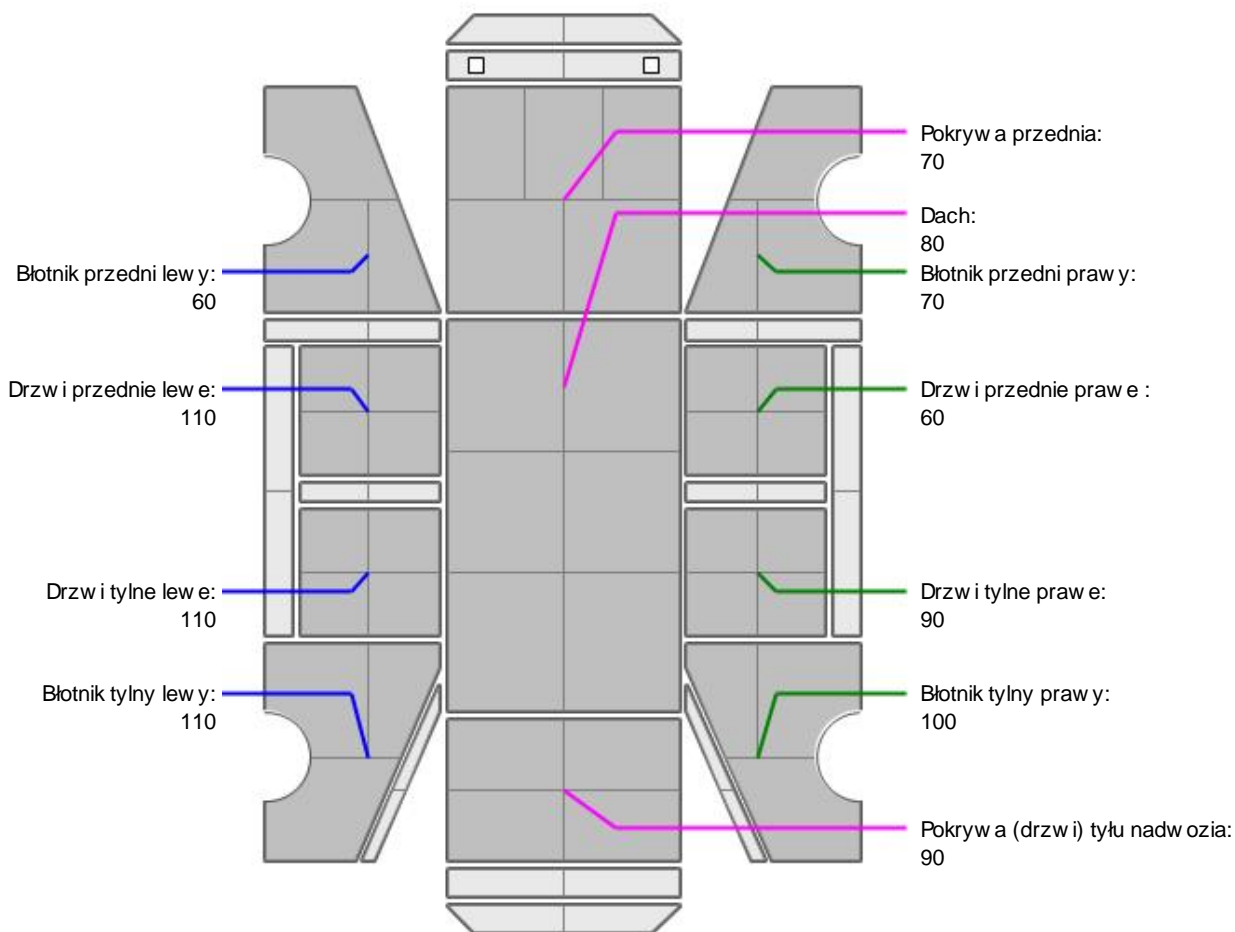 Pokrywa przednia:
70
Dach:
80
Błotnik przedni lewy:
60
Błotnik przedni prawy:
70
Drzwi przednie lewe:
110
Drzwi przednie prawe :
60
Drzwi tylne lewe:
110
Drzwi tylne prawe:
90
Błotnik tylny lewy:
110
Błotnik tylny prawy:
100
Pokrywa (drzwi) tyłu nadwozia:
90